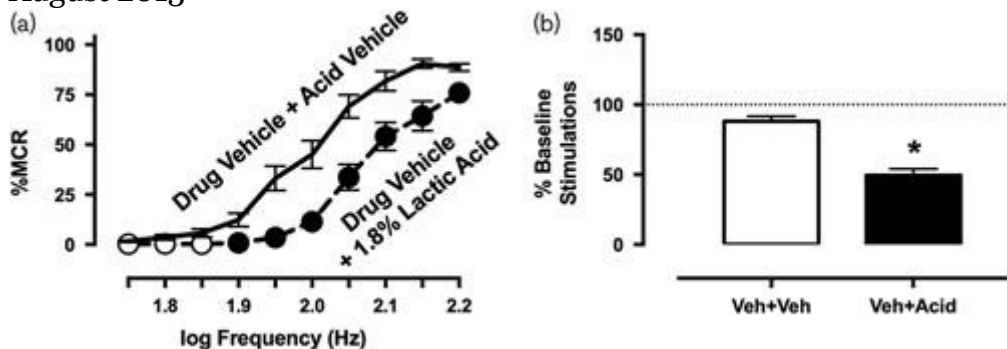 August 2015
(a)
100
75
50
25
0
%MCR
Drug Vehicle + Acid Vehicle
Drug Vehicle
+ 1.8% Lactic Acid
1.8 1.9 2.0 2.1 2.2
log Frequency (Hz)
(b)
150
100
50
0
% Baseline
Stimulations
*
Veh+Veh Veh+Acid